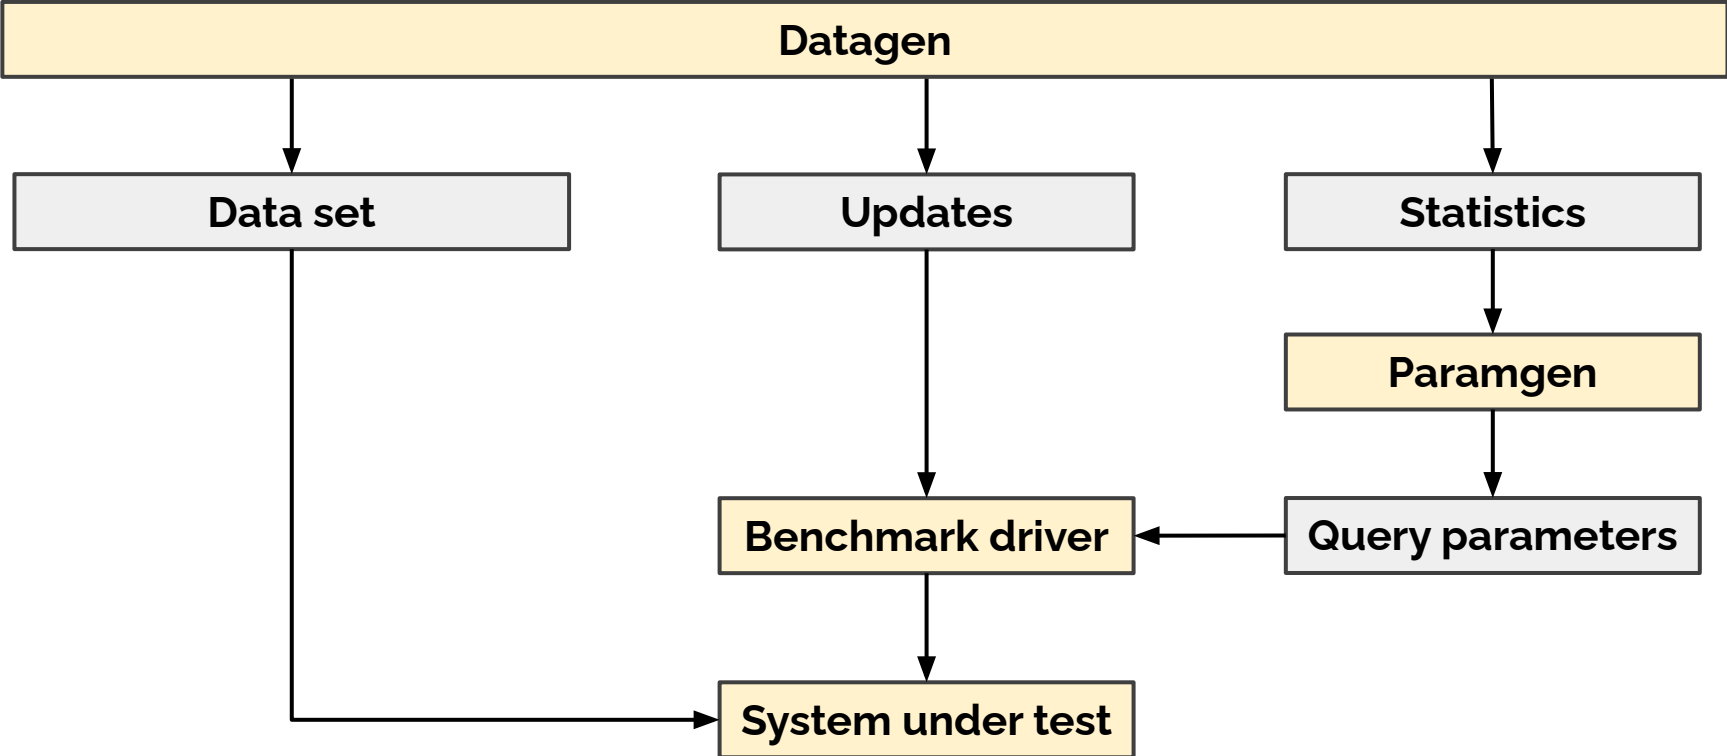 Datagen
Data set
Updates
Statistics
Paramgen
Benchmark driver
Query parameters
System under test